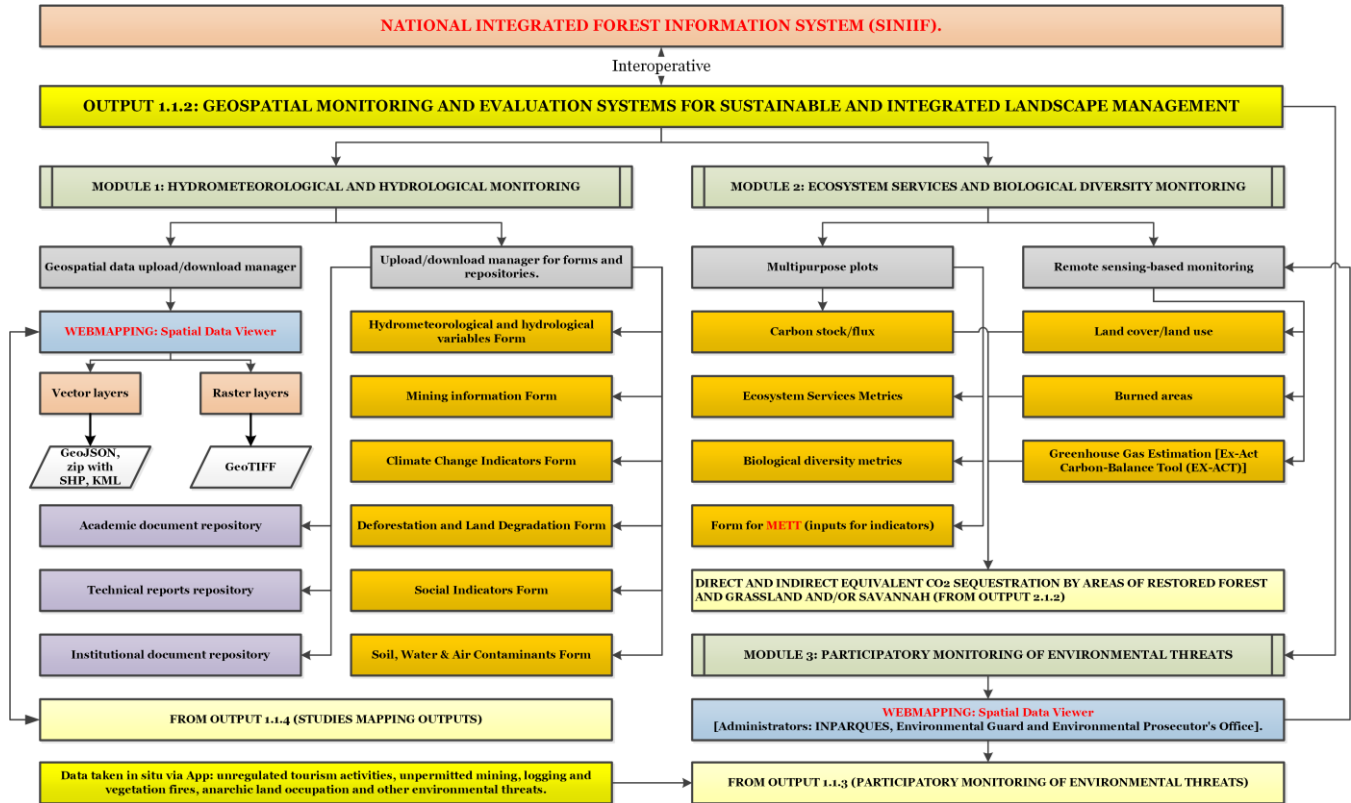 NATIONAL INTEGRATED FOREST INFORMATION SYSTEM (SINIIF).
Interoperative
OUTPUT 1.1.2: GEOSPATIAL MONITORING AND EVALUATION SYSTEMS FOR SUSTAINABLE AND INTEGRATED LANDSCAPE MANAGEMENT
MODULE 1: HYDROMETEOROLOGICAL AND HYDROLOGICAL MONITORING
Geospatial data upload/download manager
Upload/download manager for forms and
repositories.
WEBMAPPING: Spatial Data Viewer
Vector layers
Raster layers
GeoJSON,
zip with
SHP, KML
GeoTIFF
Academic document repository
Technical reports repository
Institutional document repository
Hydrometeorological and hydrological
variables Form
Mining information Form
Climate Change Indicators Form
Deforestation and Land Degradation Form
Social Indicators Form
Soil, Water & Air Contaminants Form
FROM OUTPUT 1.1.4 (STUDIES MAPPING OUTPUTS)
MODULE 2: ECOSYSTEM SERVICES AND BIOLOGICAL DIVERSITY MONITORING
Multipurpose plots
Remote sensing-based monitoring
Carbon stock/flux
Land cover/land use
Ecosystem Services Metrics
Burned areas
Biological diversity metrics
Greenhouse Gas Estimation [Ex-Act
Carbon-Balance Tool (EX-ACT)]
Form for METT (inputs for indicators)
DIRECT AND INDIRECT EQUIVALENT CO2 SEQUESTRATION BY AREAS OF RESTORED FOREST
AND GRASSLAND AND/OR SAVANNAH (FROM OUTPUT 2.1.2)
MODULE 3: PARTICIPATORY MONITORING OF ENVIRONMENTAL THREATS
WEBMAPPING: Spatial Data Viewer
[Administrators: INPARQUES, Environmental Guard and Environmental Prosecutor's Office].
Data taken in situ via App: unregulated tourism activities, unpermitted mining, logging and
vegetation fires, anarchic land occupation and other environmental threats.
FROM OUTPUT 1.1.3 (PARTICIPATORY MONITORING OF ENVIRONMENTAL THREATS)